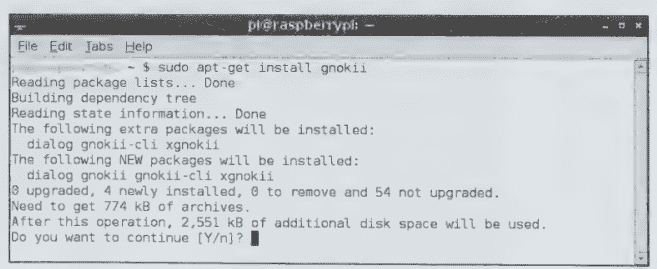 pi@raspberrypi: ~
File Edit Tabs Help
~ $ sudo apt-get install gnokii
Reading package lists... Done
Building dependency tree
Reading state information... Done
The following extra packages will be installed:
dialog gnokii-cli xgnokii
The following NEW packages will be installed:
dialog gnokii gnokii-cli xgnokii
0 upgraded, 4 newly installed, 0 to remove and 54 not upgraded.
Need to get 774 kB of archives.
After this operation, 2,551 kB of additional disk space will be used.
Do you want to continue [Y/n]?